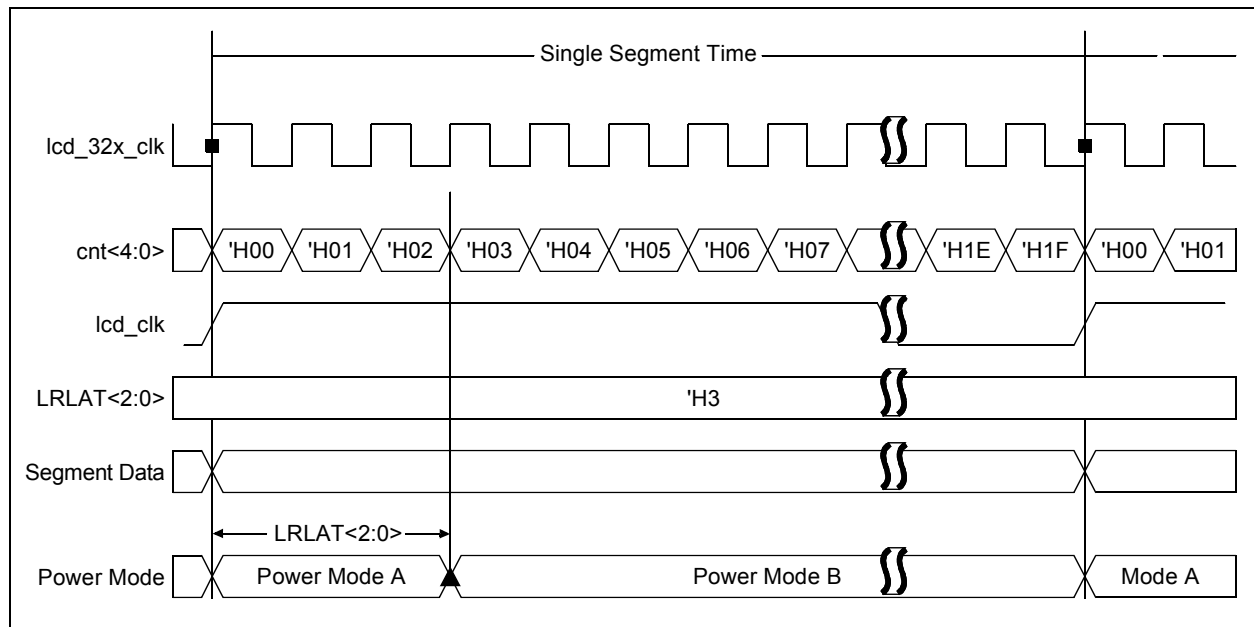 Single Segment Time
lcd_32x_clk
cnt<4:0> 'H00 'H01 'H02 'H03 'H04 'H05 'H06 'H07 'H1E 'H1F 'H00 'H01
lcd_clk
LRLAT<2:0> 'H3
Segment Data
LRLAT<2:0>
Power Mode Power Mode A Power Mode B Mode A